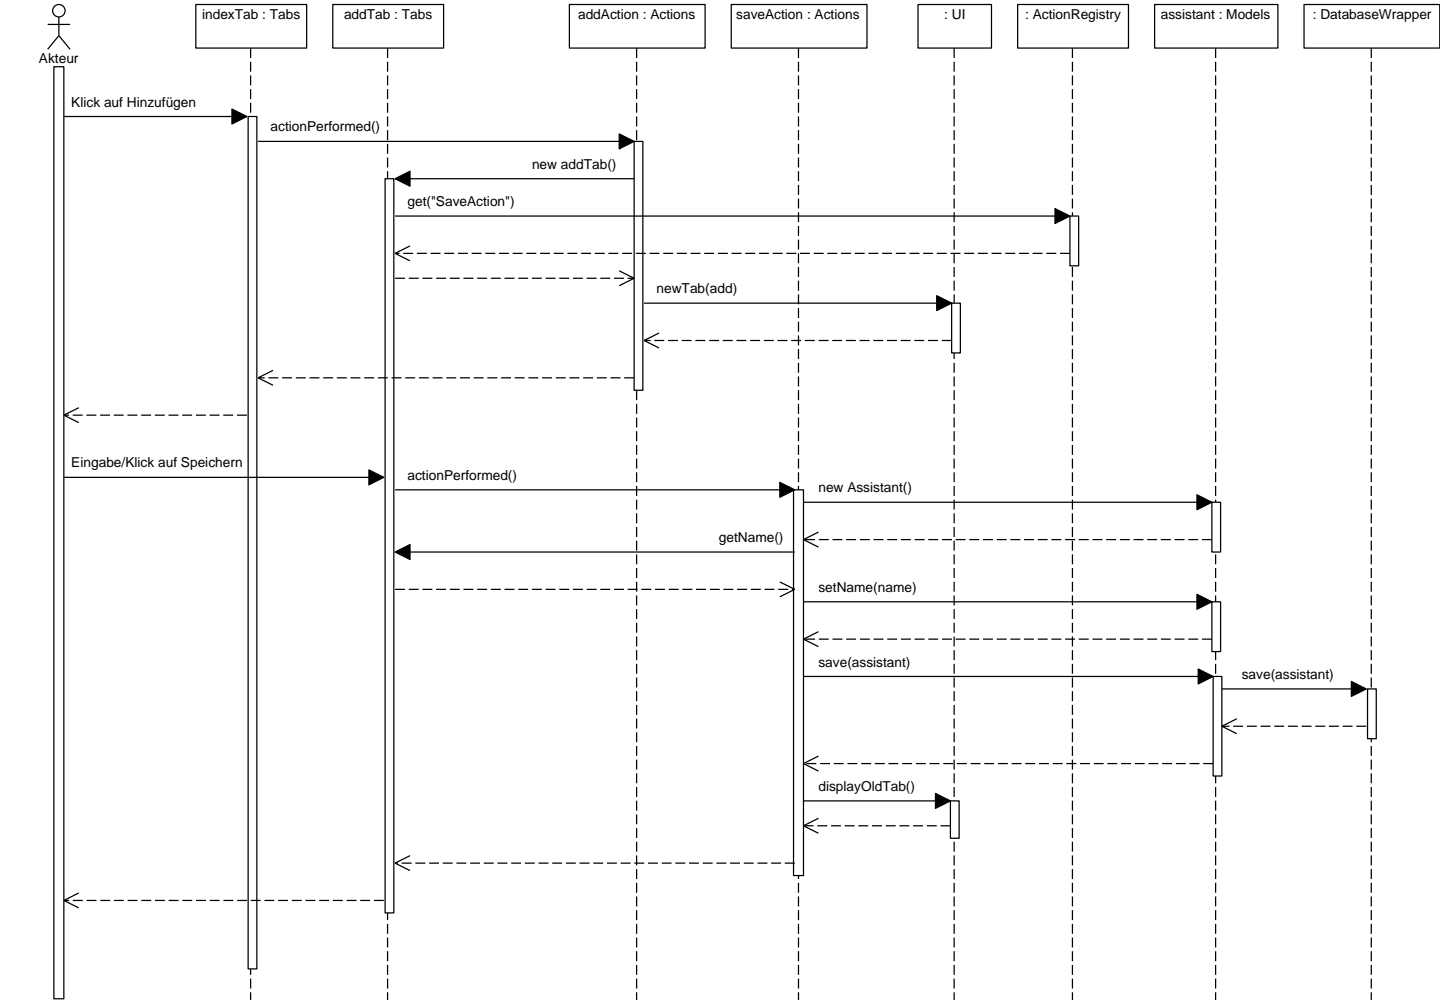 indexTab : Tabs
addTab : Tabs
addAction : Actions
saveAction : Actions
: UI
: ActionRegistry
assistant : Models
: DatabaseWrapper
Akteur
Klick auf Hinzufügen
actionPerformed()
new addTab()
get("SaveAction")
newTab(add)
Eingabe/Klick auf Speichern
actionPerformed()
new Assistant()
getName()
setName(name)
save(assistant)
save(assistant)
displayOldTab()